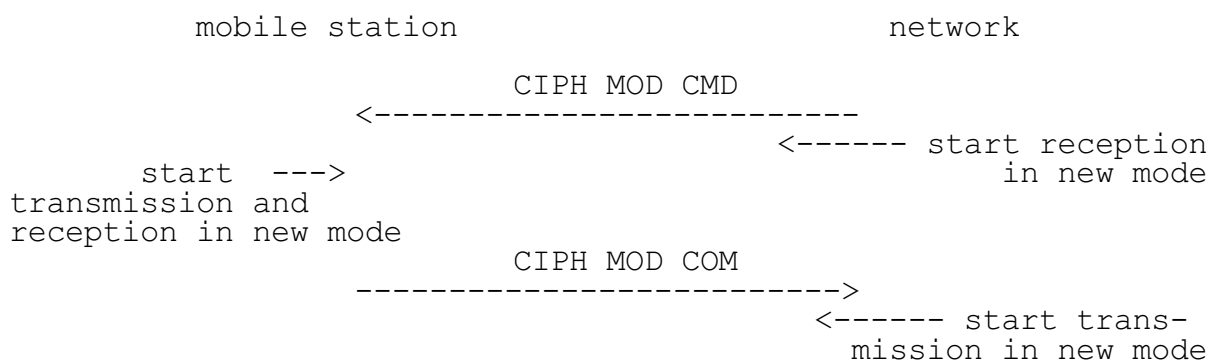 mobile station network
CIPH MOD CMD
<--------------------------
<------ start reception
start ---> in new mode
transmission and
reception in new mode
CIPH MOD COM
-------------------------->
<------ start trans-
mission in new mode